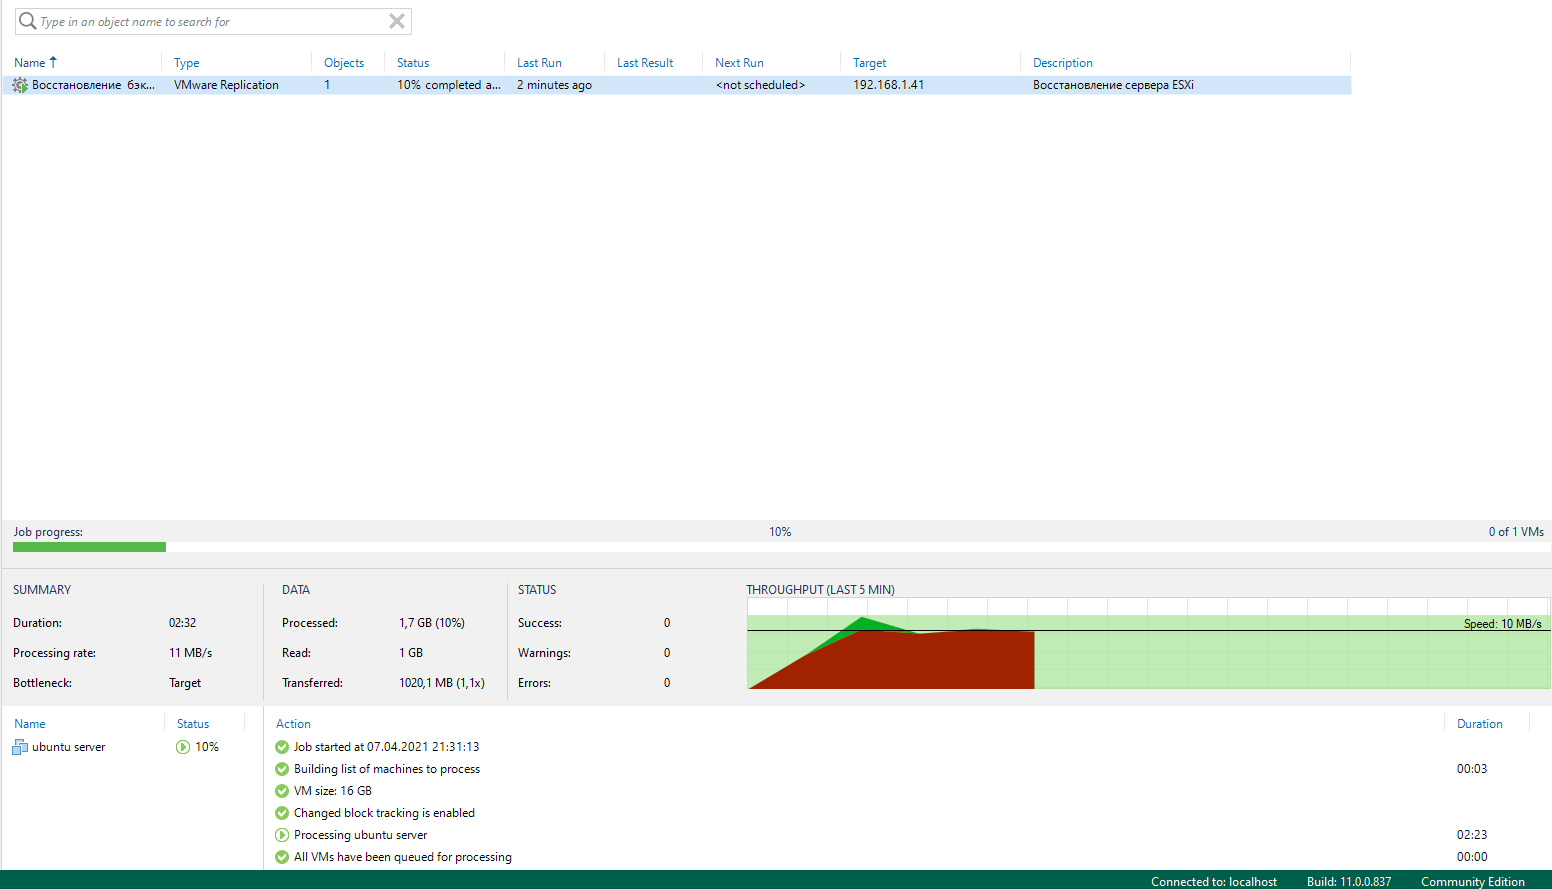 Type in an object name to search for
Name Type Objects Status Last Run Last Result Next Run Target Description
Восстановление бэк... VMware Replication 1 10% completed a... 2 minutes ago <not scheduled> 192.168.1.41 Восстановление сервера ESXi
Job progress: 10% 0 of 1 VMs
SUMMARY DATA STATUS THROUGHPUT (LAST 5 MIN)
Duration: 02:32 Processed: 1,7 GB (10%) Success: 0 Speed: 10 MB/s
Processing rate: 11 MB/s Read: 1 GB Warnings: 0
Bottleneck: Target Transferred: 1020,1 MB (1,1x) Errors: 0
Name Status Action Duration
ubuntu server 10% Job started at 07.04.2021 21:31:13
Building list of machines to process 00:03
VM size: 16 GB
Changed block tracking is enabled
Processing ubuntu server 02:23
All VMs have been queued for processing 00:00
Connected to: localhost Build: 11.0.0.837 Community Edition